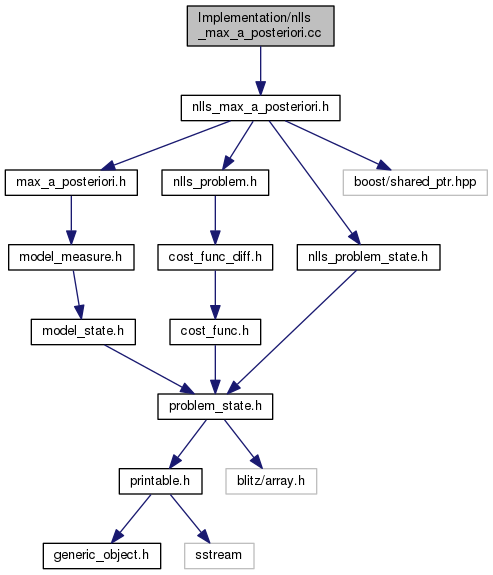 Implementation/nlls
_max_a_posteriori.cc
nlls_max_a_posteriori.h
max_a_posteriori.h
nlls_problem.h
boost/shared_ptr.hpp
model_measure.h
cost_func_diff.h
nlls_problem_state.h
model_state.h
cost_func.h
problem_state.h
printable.h
blitz/array.h
generic_object.h
sstream